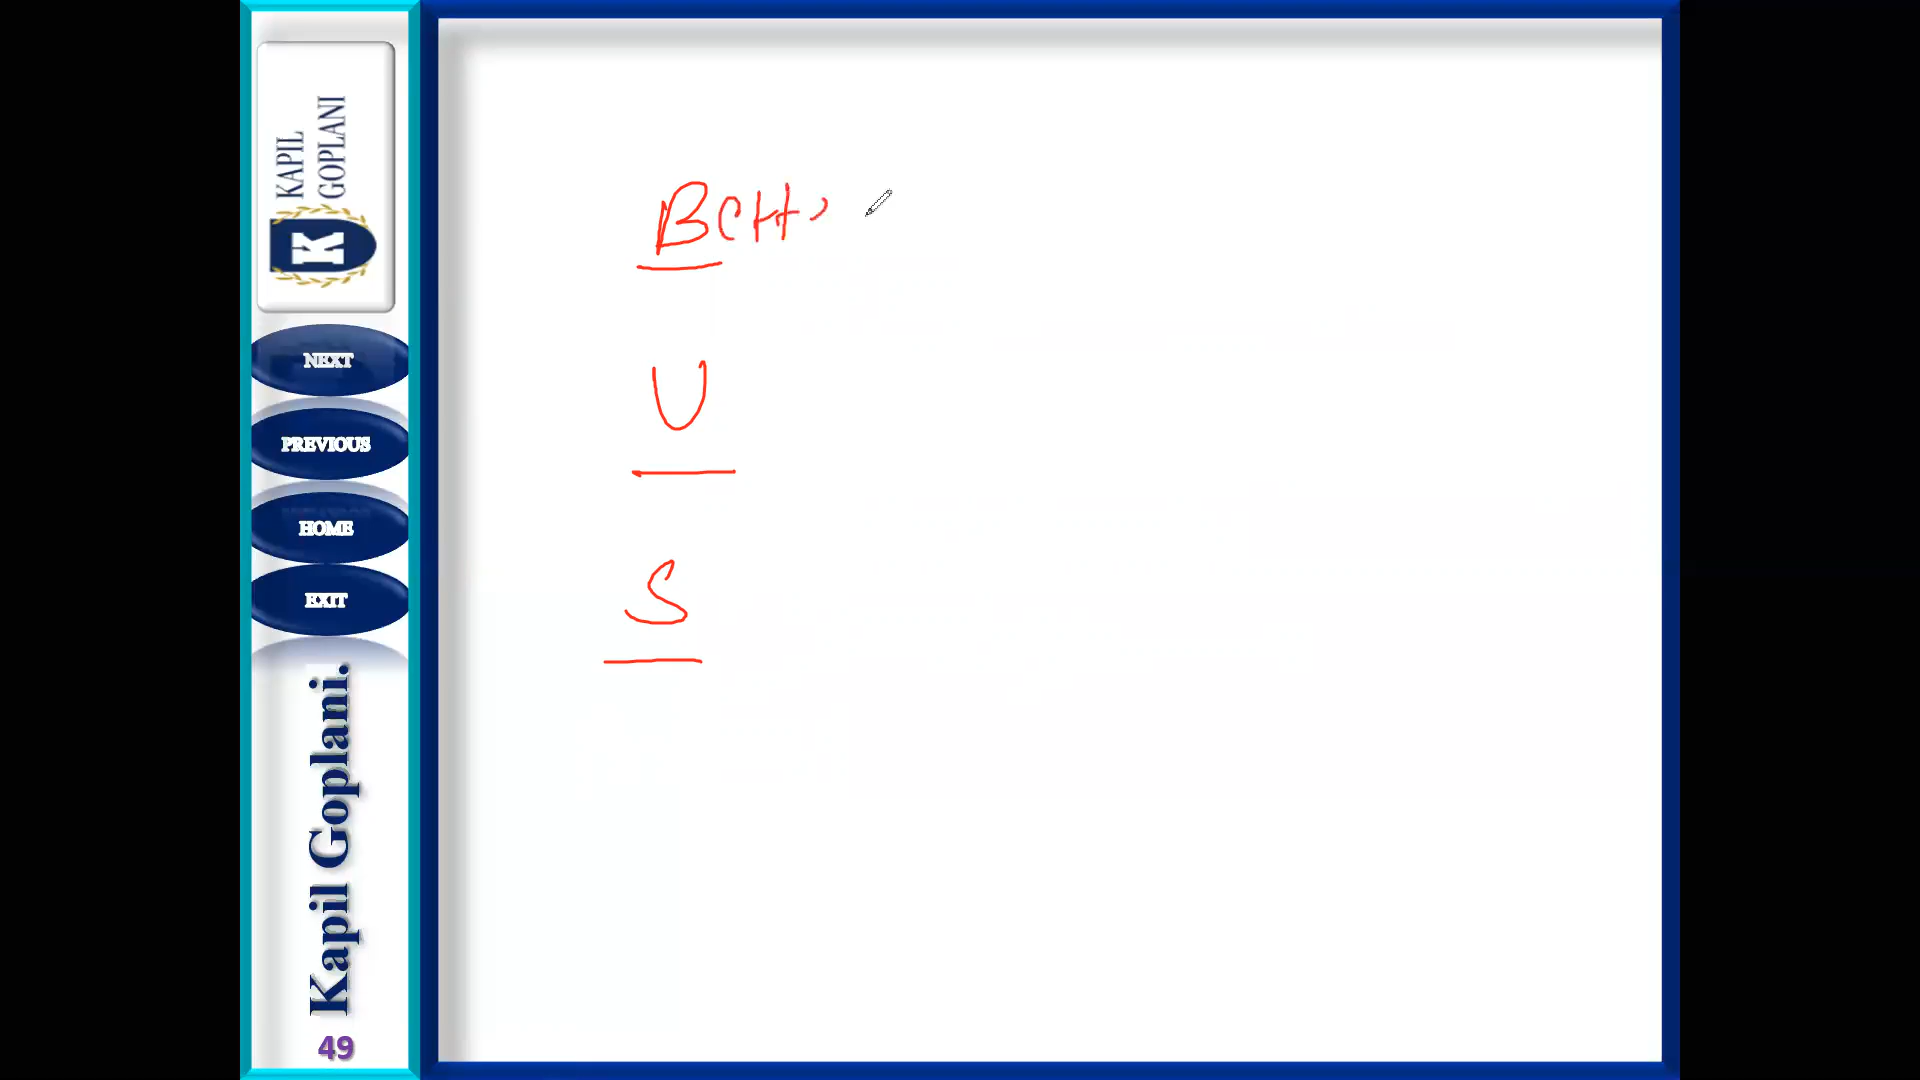 KAPIL
GOPLANI
K
NEXT
PREVIOUS
HOME
EXIT
Kapil Goplani.
49
BCH,
U
S